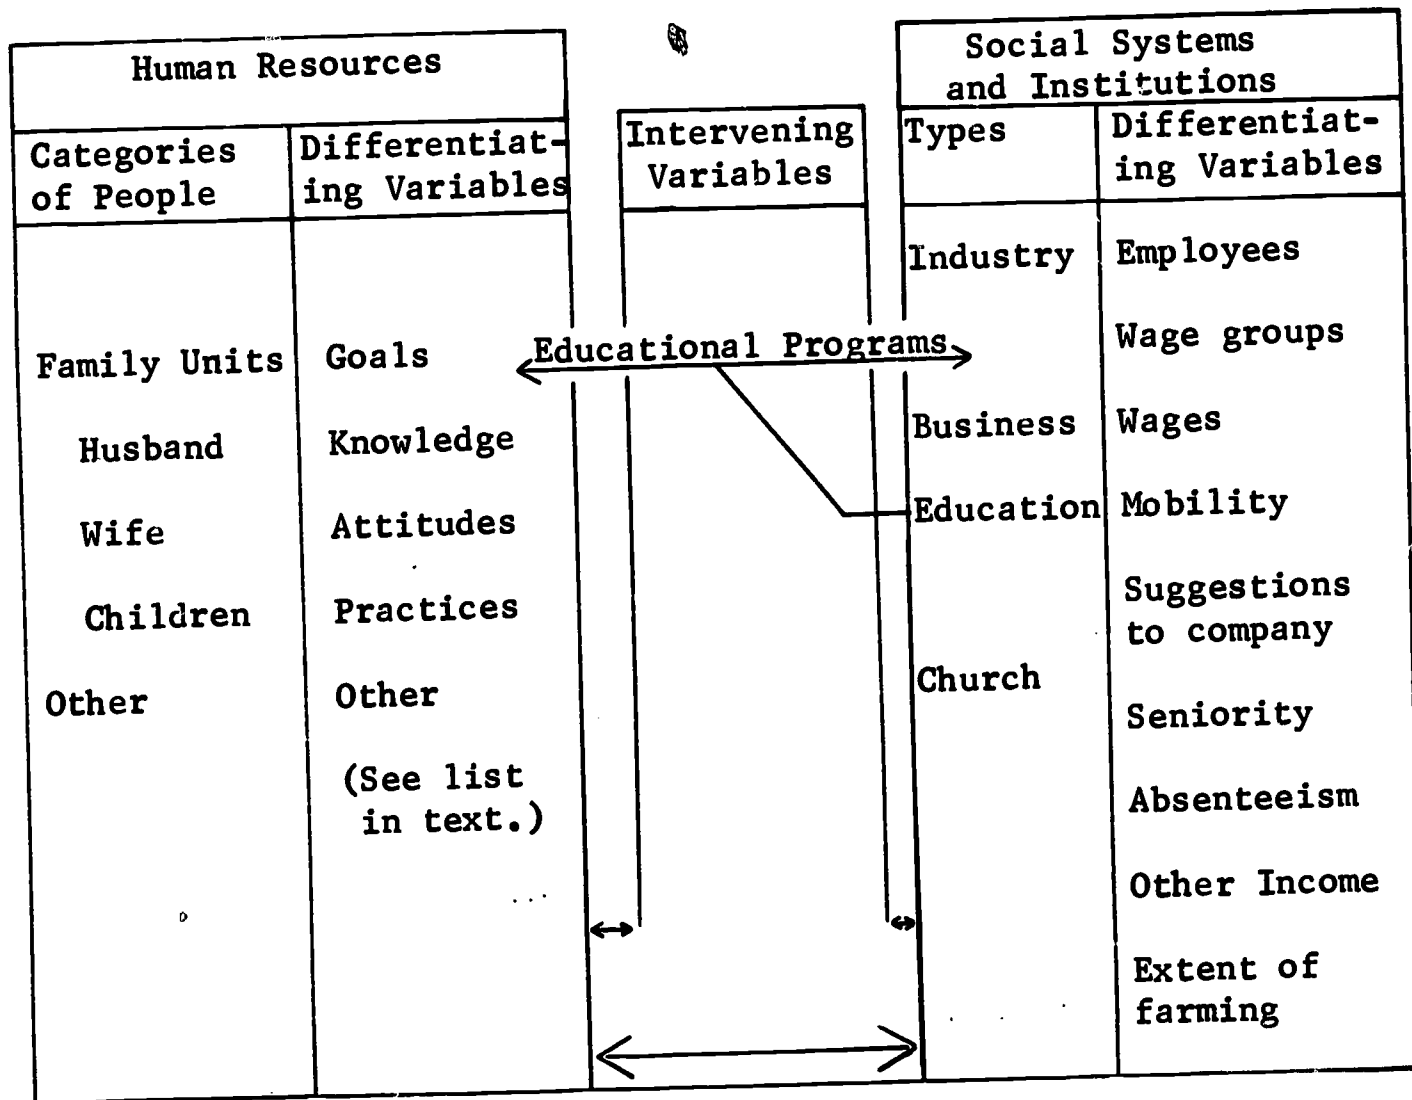 Human Resources
Categories
of People
Differentiat-
ing Variables
Family Units
Husband
Wife
Children
Other
Goals
Knowledge
Attitudes
Practices
Other
(See list
in text.)
Intervening
Variables
Educational Programs
Social Systems
and Institutions
Types
Differentiat-
ing Variables
Industry
Business
Education
Church
Employees
Wage groups
Wages
Mobility
Suggestions
to company
Seniority
Absenteeism
Other Income
Extent of
farming